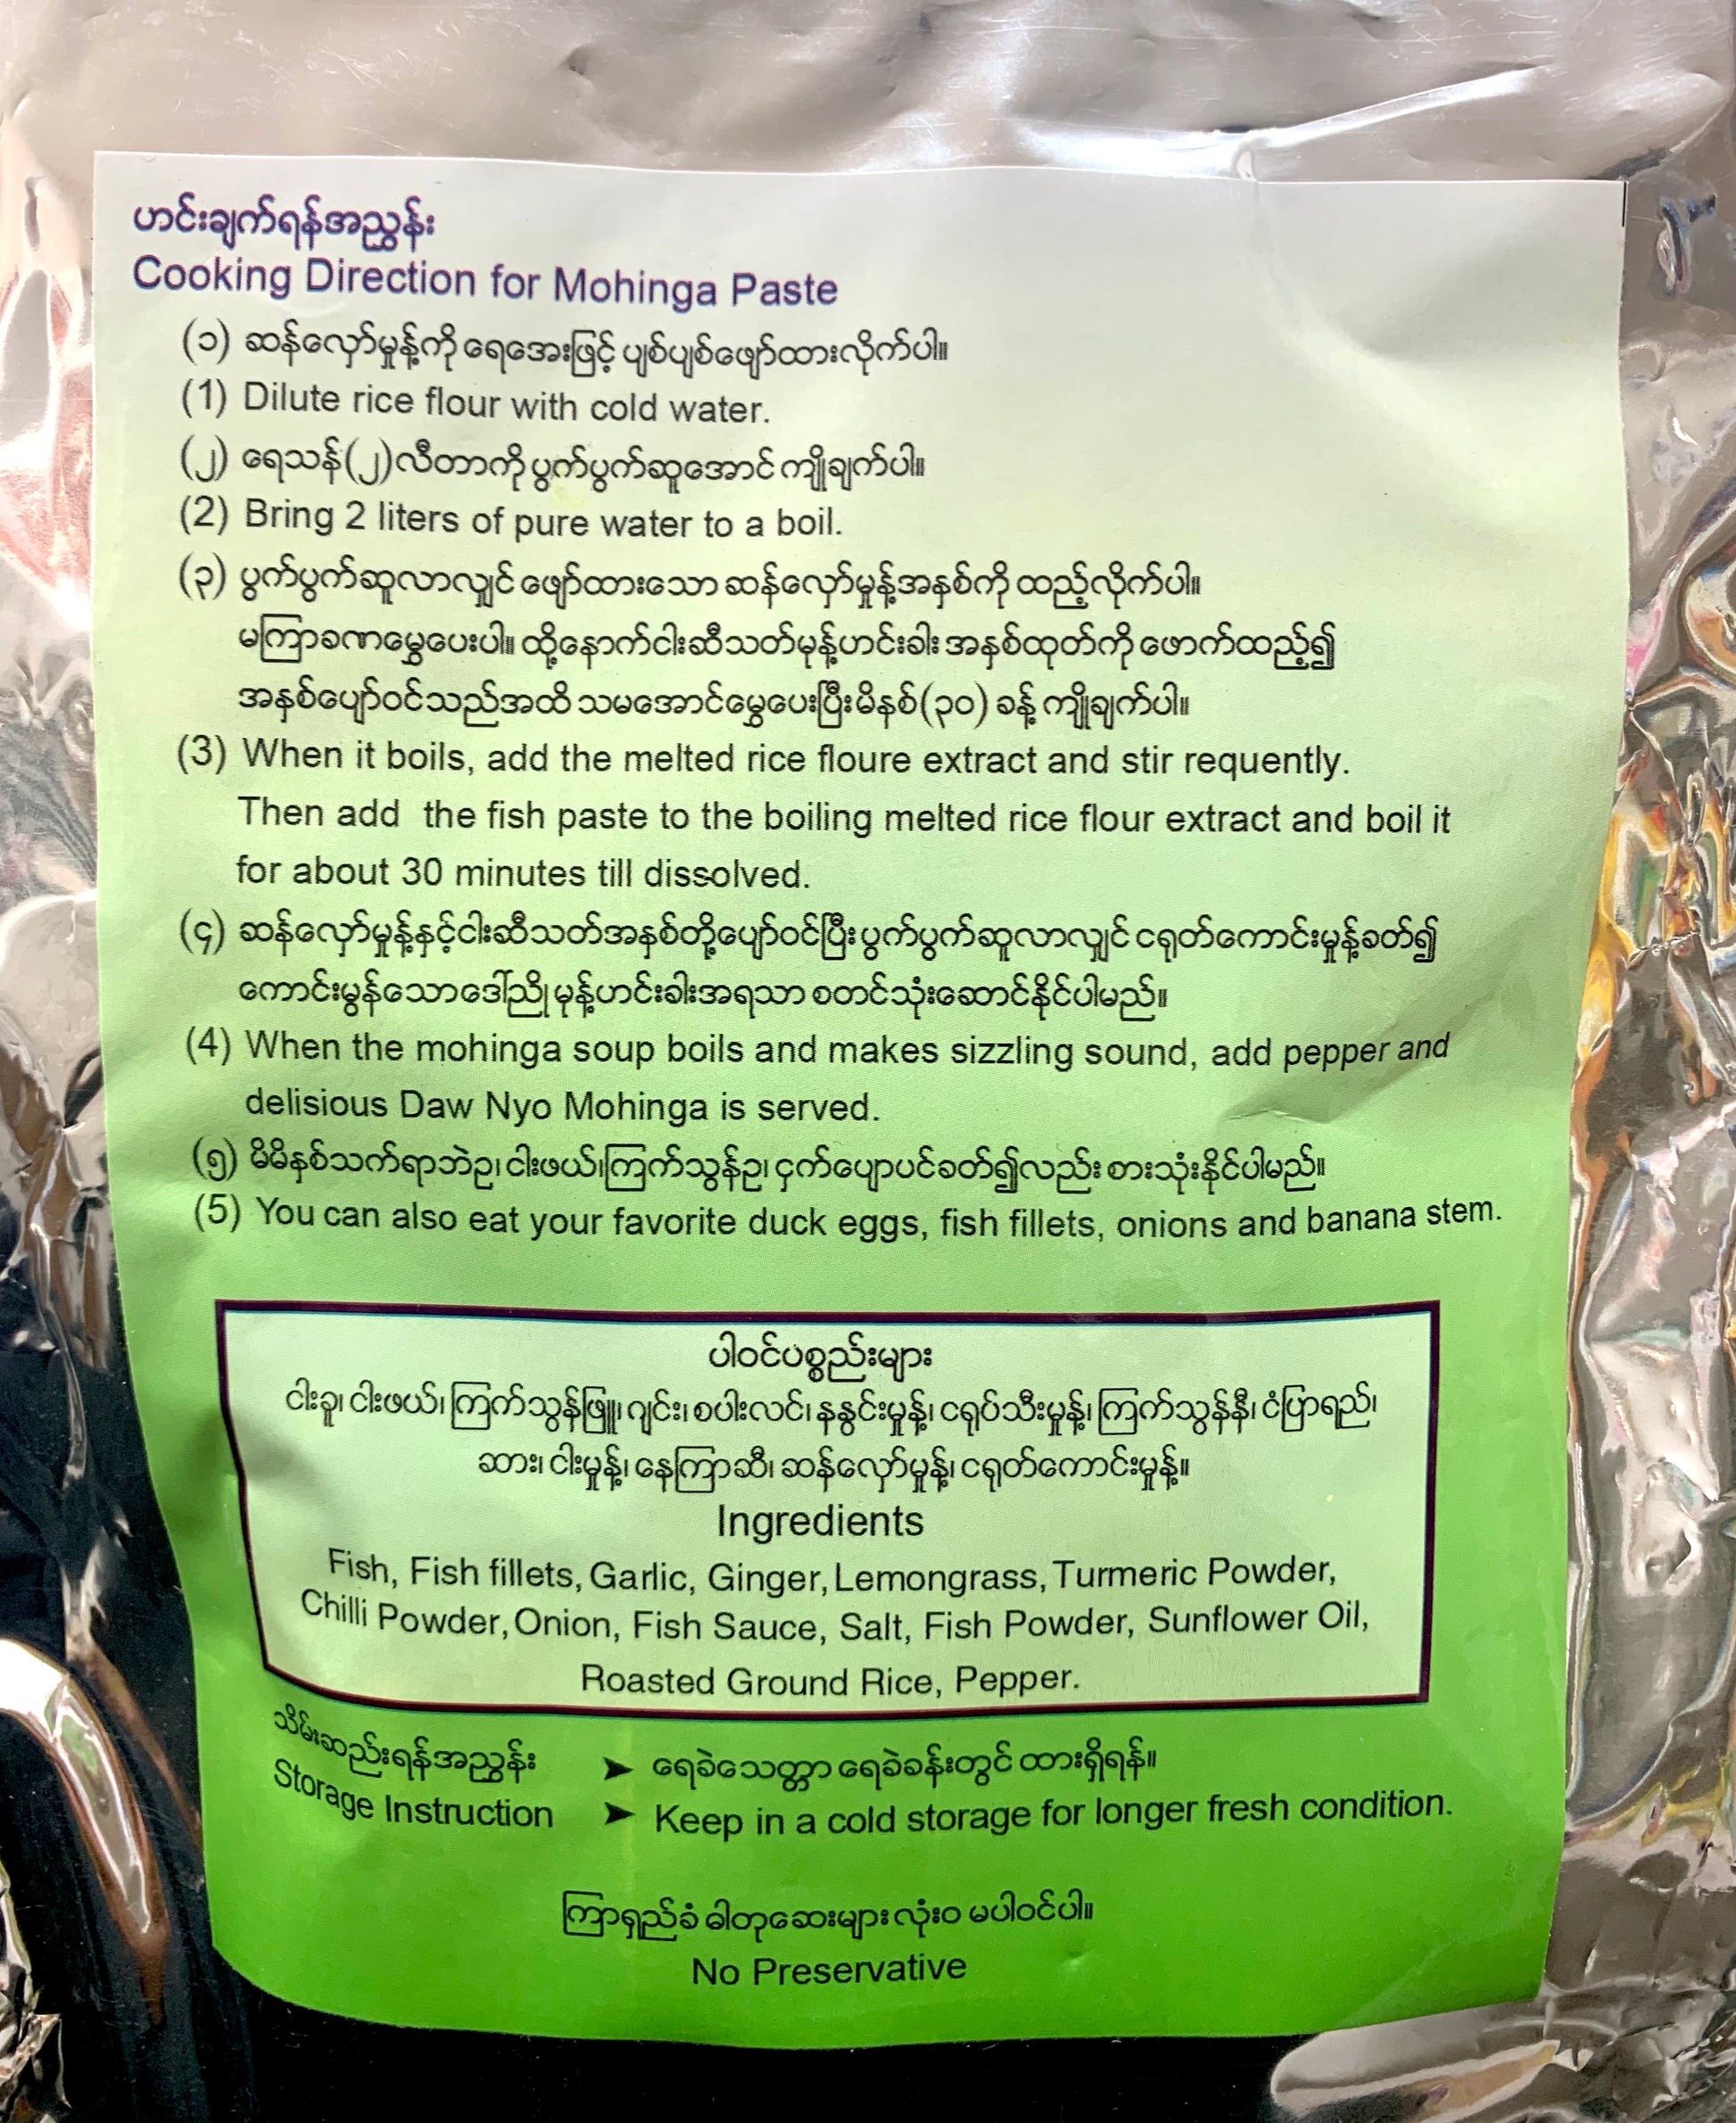 ဟင်းချက်ရန်အညွှန်း
Cooking Direction for Mohinga Paste
(၁) ဆန်လှော်မှုန့်ကို ရေအေးဖြင့် ပျစ်ပျစ်ဖျော်ထားလိုက်ပါ။
(1) Dilute rice flour with cold water.
(၂) ရေသန့်(၂)လီတာကို ပွက်ပွက်ဆူအောင် ကျိုချက်ပါ။
(2) Bring 2 liters of pure water to a boil.
(၃) ပွက်ပွက်ဆူလာလျှင် ဖျော်ထားသော ဆန်လှော်မှုန့်အနှစ်ကို ထည့်လိုက်ပါ။
မကြာခဏမွှေပေးပါ။ ထို့နောက်ငါးဆီသတ်မုန့်ဟင်းခါး အနှစ်ထုတ်ကို ဖောက်ထည့်၍
အနှစ်ပျော်ဝင်သည်အထိ သမအောင်မွှေပေးပြီးမိနစ်(၃၀) ခန့် ကျိုချက်ပါ။
(3) When it boils, add the melted rice floure extract and stir requently.
Then add the fish paste to the boiling melted rice flour extract and boil it
for about 30 minutes till dissolved.
(၄) ဆန်လှော်မှုန့်နှင့်ငါးဆီသတ်အနှစ်တို့ပျော်ဝင်ပြီး ပွက်ပွက်ဆူလာလျှင် ငရုတ်ကောင်းမှုန့်ခတ်၍
ကောင်းမွန်သောဒေါ်ညို မုန့်ဟင်းခါးအရသာ စတင်သုံးဆောင်နိုင်ပါမည်။
(4) When the mohinga soup boils and makes sizzling sound, add pepper and
delisious Daw Nyo Mohinga is served.
(၅) မိမိနှစ်သက်ရာဘဲဥ၊ ငါးဖယ်၊ကြက်သွန်ဥ၊ ငှက်ပျောပင်ခတ်၍လည်း စားသုံးနိုင်ပါမည်။
(5) You can also eat your favorite duck eggs, fish fillets, onions and banana stem.
ပါဝင်ပစ္စည်းများ
ငါးခူ၊ ငါးဖယ်၊ ကြက်သွန်ဖြူ၊ ဂျင်း၊ စပါးလင်၊ နနွင်းမှုန့်၊ ငရုပ်သီးမှုန့်၊ ကြက်သွန်နီ၊ ငံပြာရည်၊
ဆား၊ ငါးမှုန့်၊ နေကြာဆီ၊ ဆန်လှော်မှုန့်၊ ငရုတ်ကောင်းမှုန့်။
Ingredients
Fish, Fish fillets, Garlic, Ginger, Lemongrass, Turmeric Powder,
Chilli Powder, Onion, Fish Sauce, Salt, Fish Powder, Sunflower Oil,
Roasted Ground Rice, Pepper.
သိမ်းဆည်းရန်အညွှန်း ➤ ရေခဲသေတ္တာ ရေခဲခန်းတွင် ထားရှိရန်။
Storage Instruction ➤ Keep in a cold storage for longer fresh condition.
ကြာရှည်ခံ ဓါတုဆေးများ လုံးဝ မပါဝင်ပါ။
No Preservative